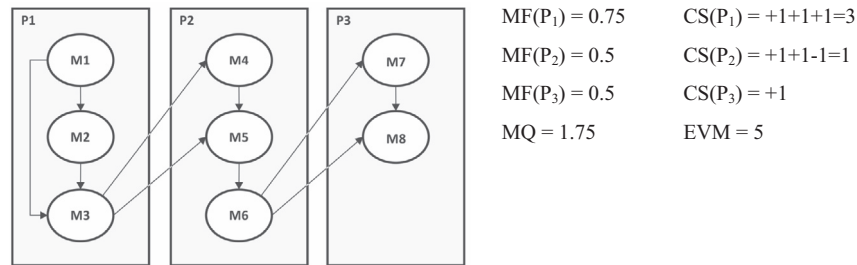 P1
P2
P3
M1
M4
M7
M2
M5
M8
M3
M6
MF(P₁) = 0.75 CS(P₁) = +1+1+1=3
MF(P₂) = 0.5 CS(P₂) = +1+1-1=1
MF(P₃) = 0.5 CS(P₃) = +1
MQ = 1.75 EVM = 5